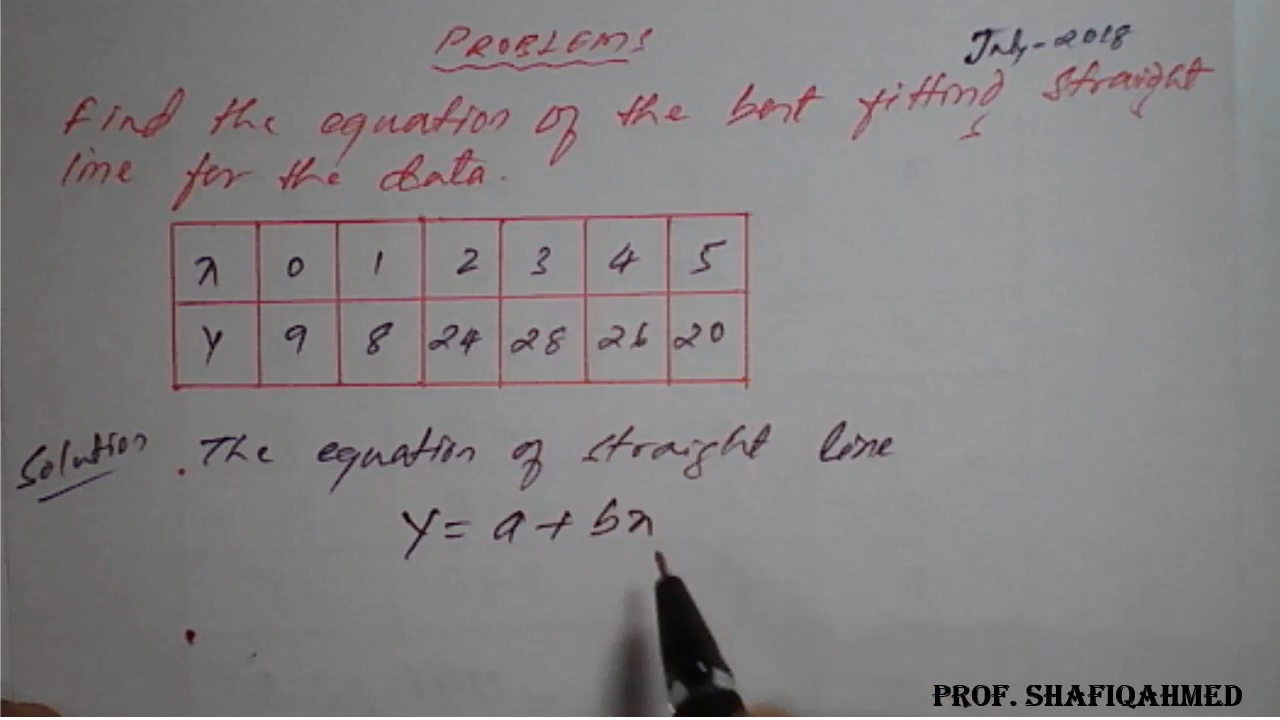 PROBLEMS
July-2018
Find the equation of the best fitting straight
line for the data.
x 0 1 2 3 4 5
y 9 8 24 28 26 20
Solution. The equation of straight line
y = a + bx
PROF. SHAFIQAHMED